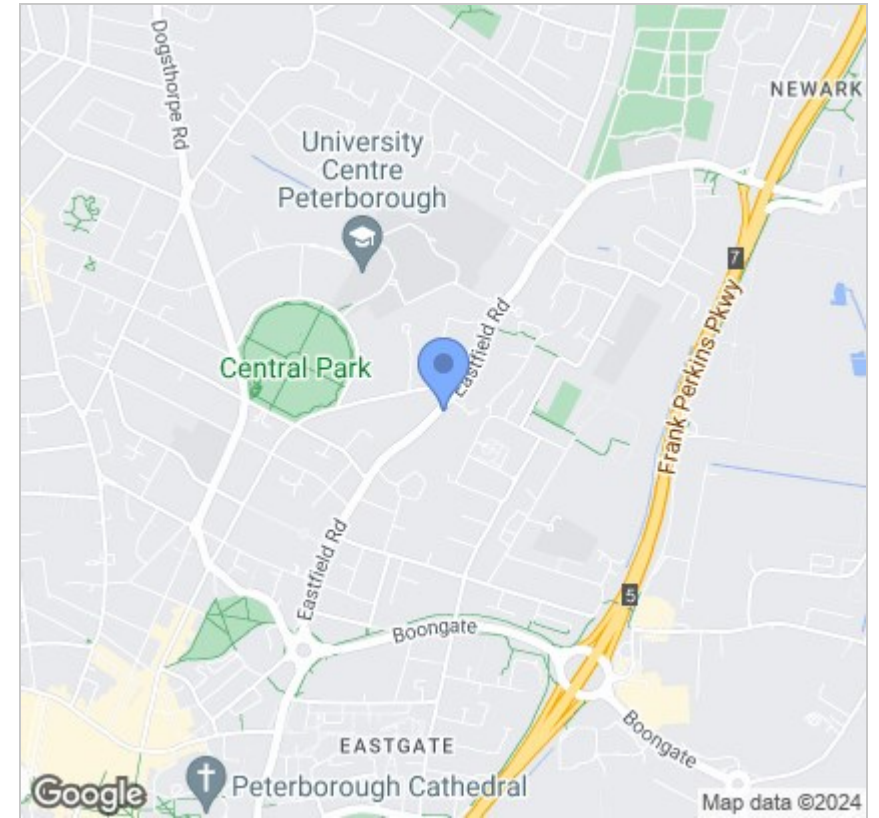 Dogsthorpe Rd
NEWARK
University
Centre
Peterborough
7
Eastfield Rd
Central Park
Frank Perkins Pkwy
Eastfield Rd
5
Boongate
Boongate
EASTGATE
Peterborough Cathedral
Google
Map data ©2024